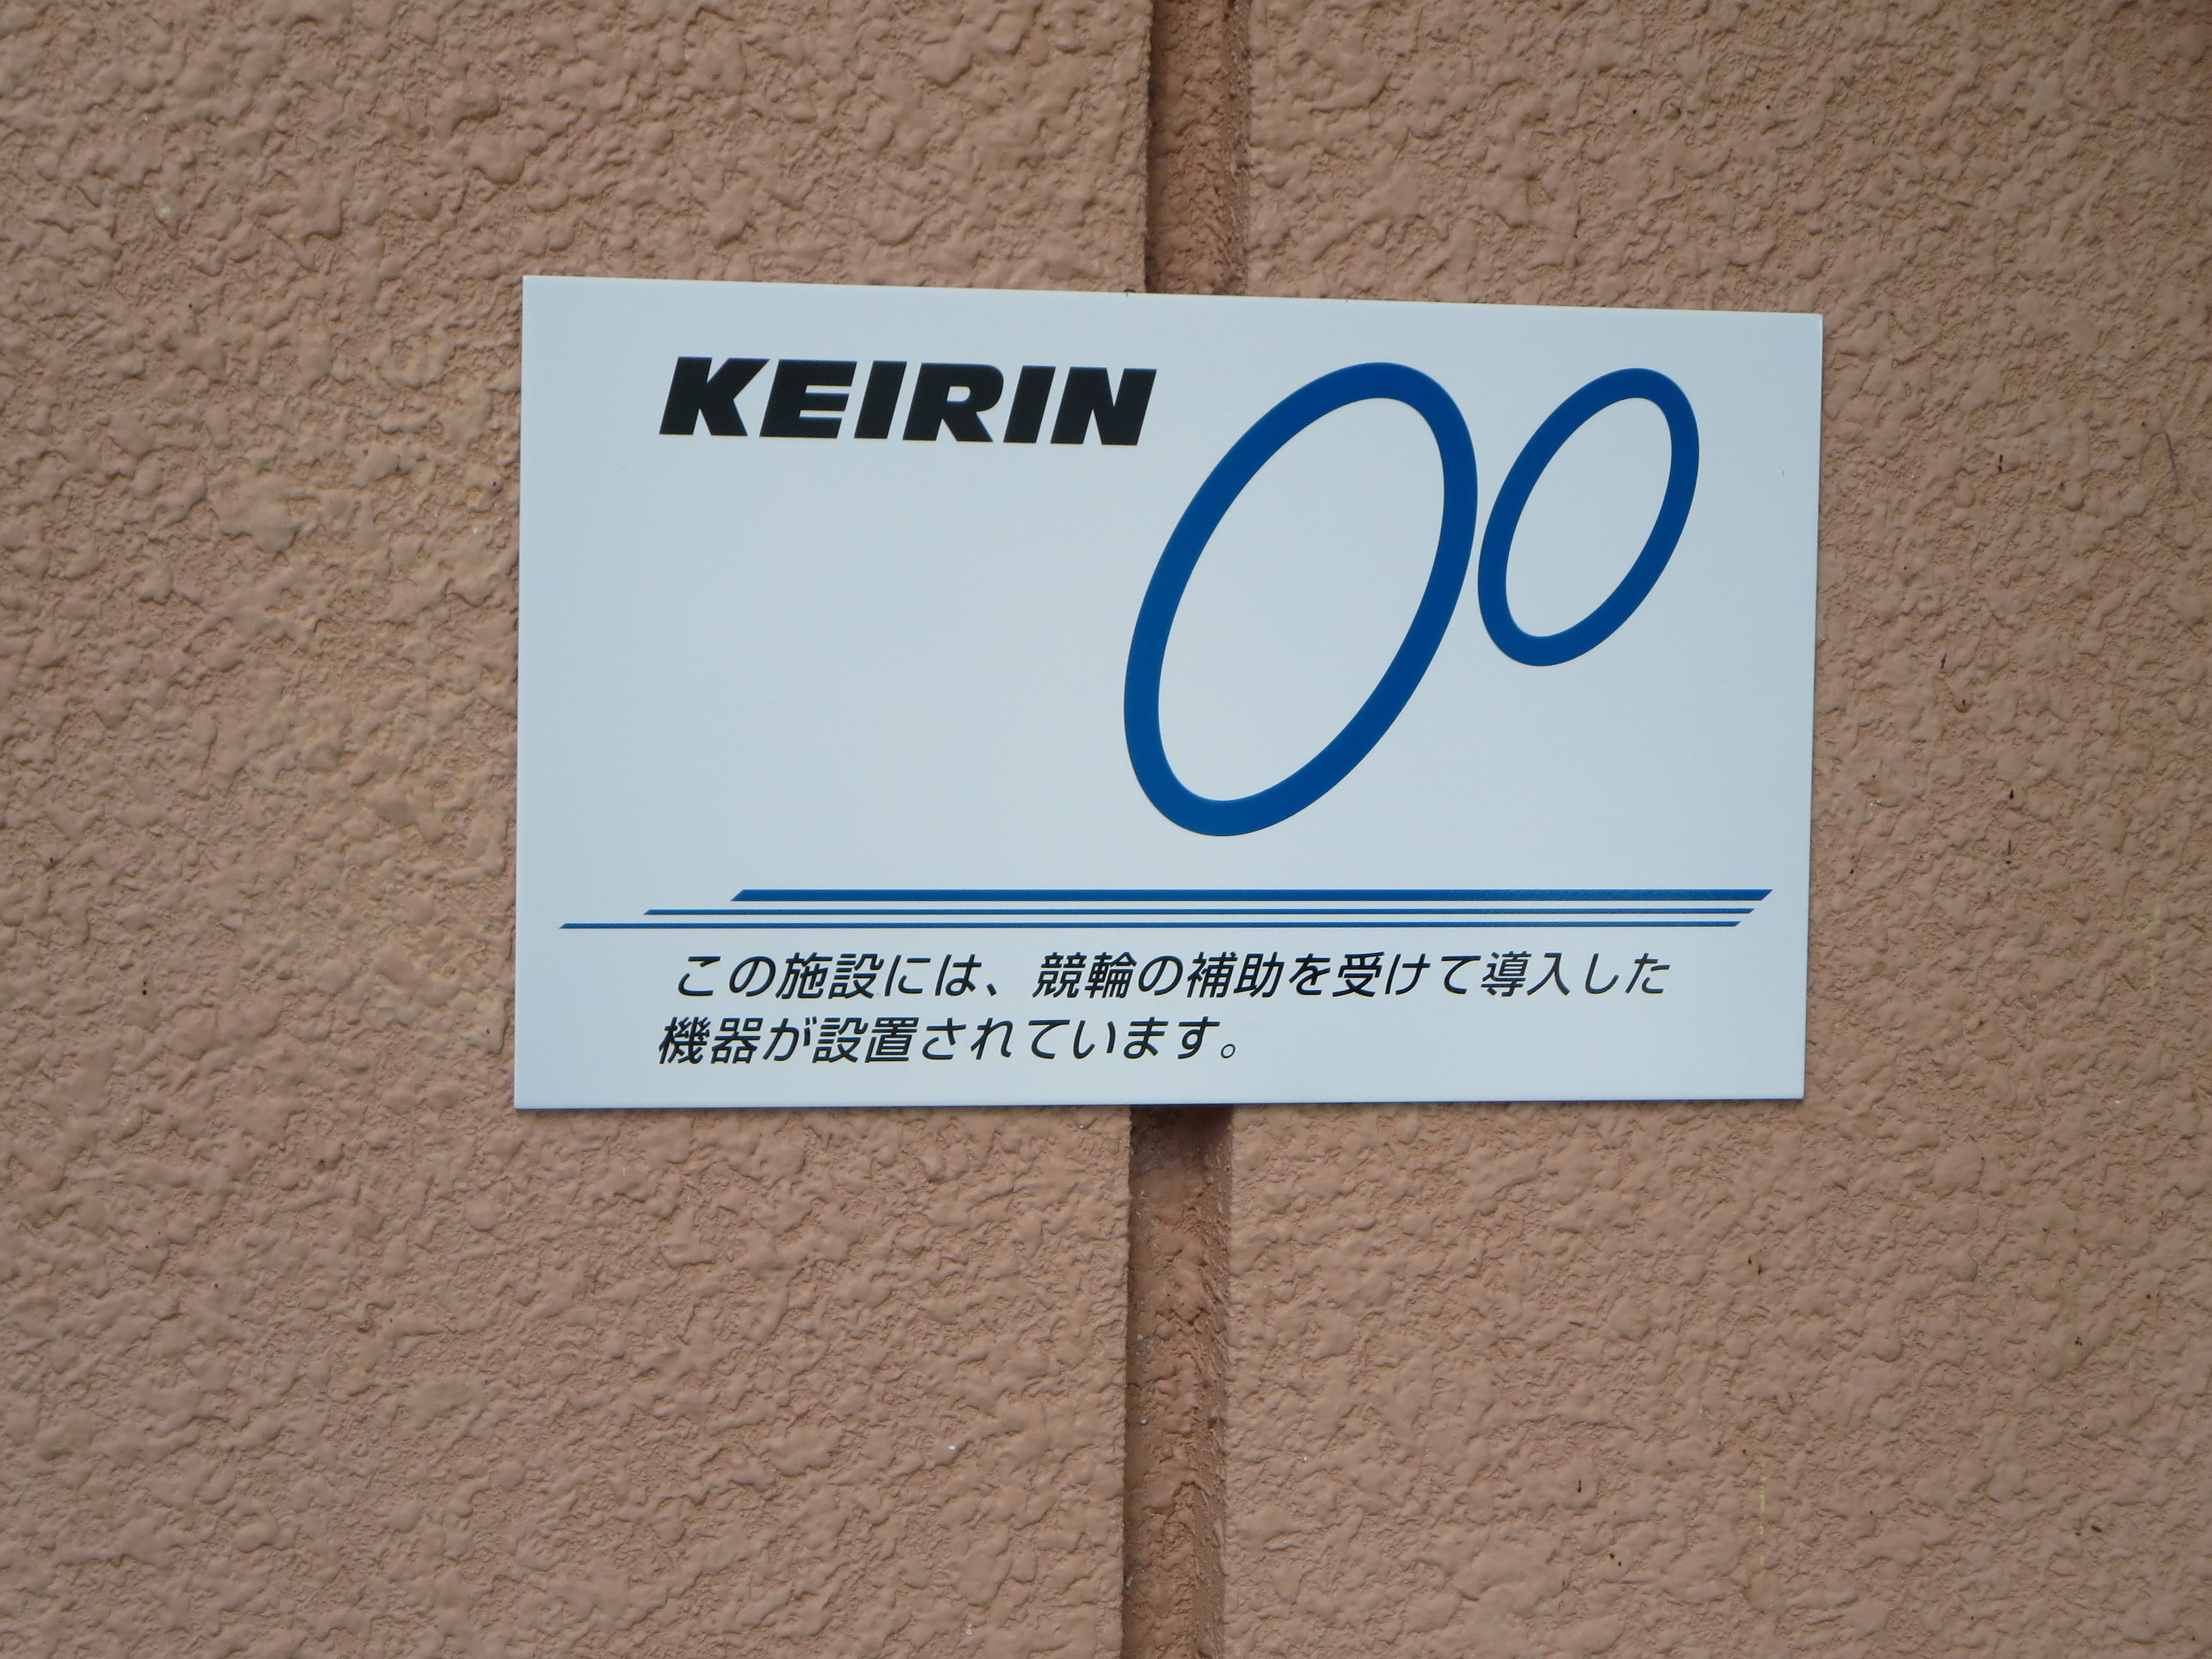 KEIRIN
この施設には、競輪の補助を受けて導入した
機器が設置されています。